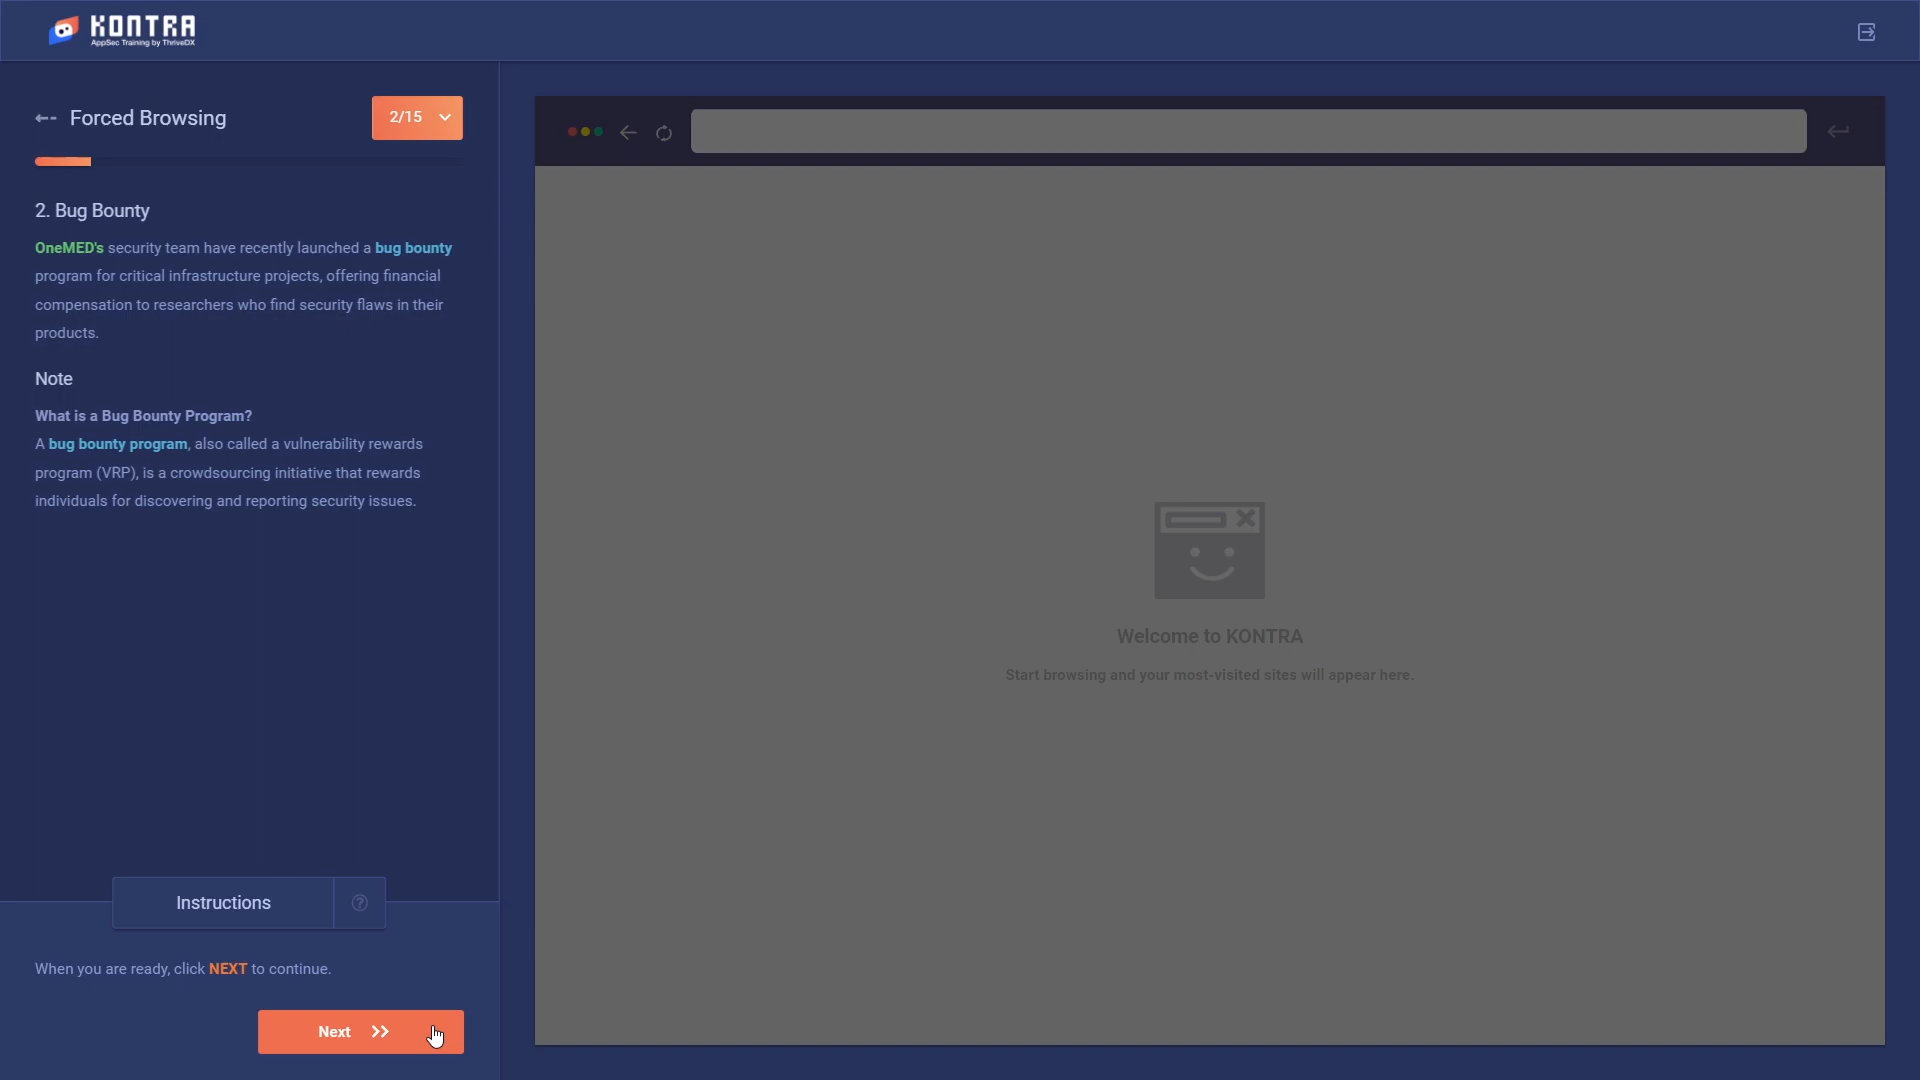 KONTRA
AppSec Training by ThriveDX
Forced Browsing
2/15
2. Bug Bounty
OneMED's security team have recently launched a bug bounty
program for critical infrastructure projects, offering financial
compensation to researchers who find security flaws in their
products.
Note
What is a Bug Bounty Program?
A bug bounty program, also called a vulnerability rewards
program (VRP), is a crowdsourcing initiative that rewards
individuals for discovering and reporting security issues.
Instructions
?
When you are ready, click NEXT to continue.
Next
Welcome to KONTRA
Start browsing and your most-visited sites will appear here.